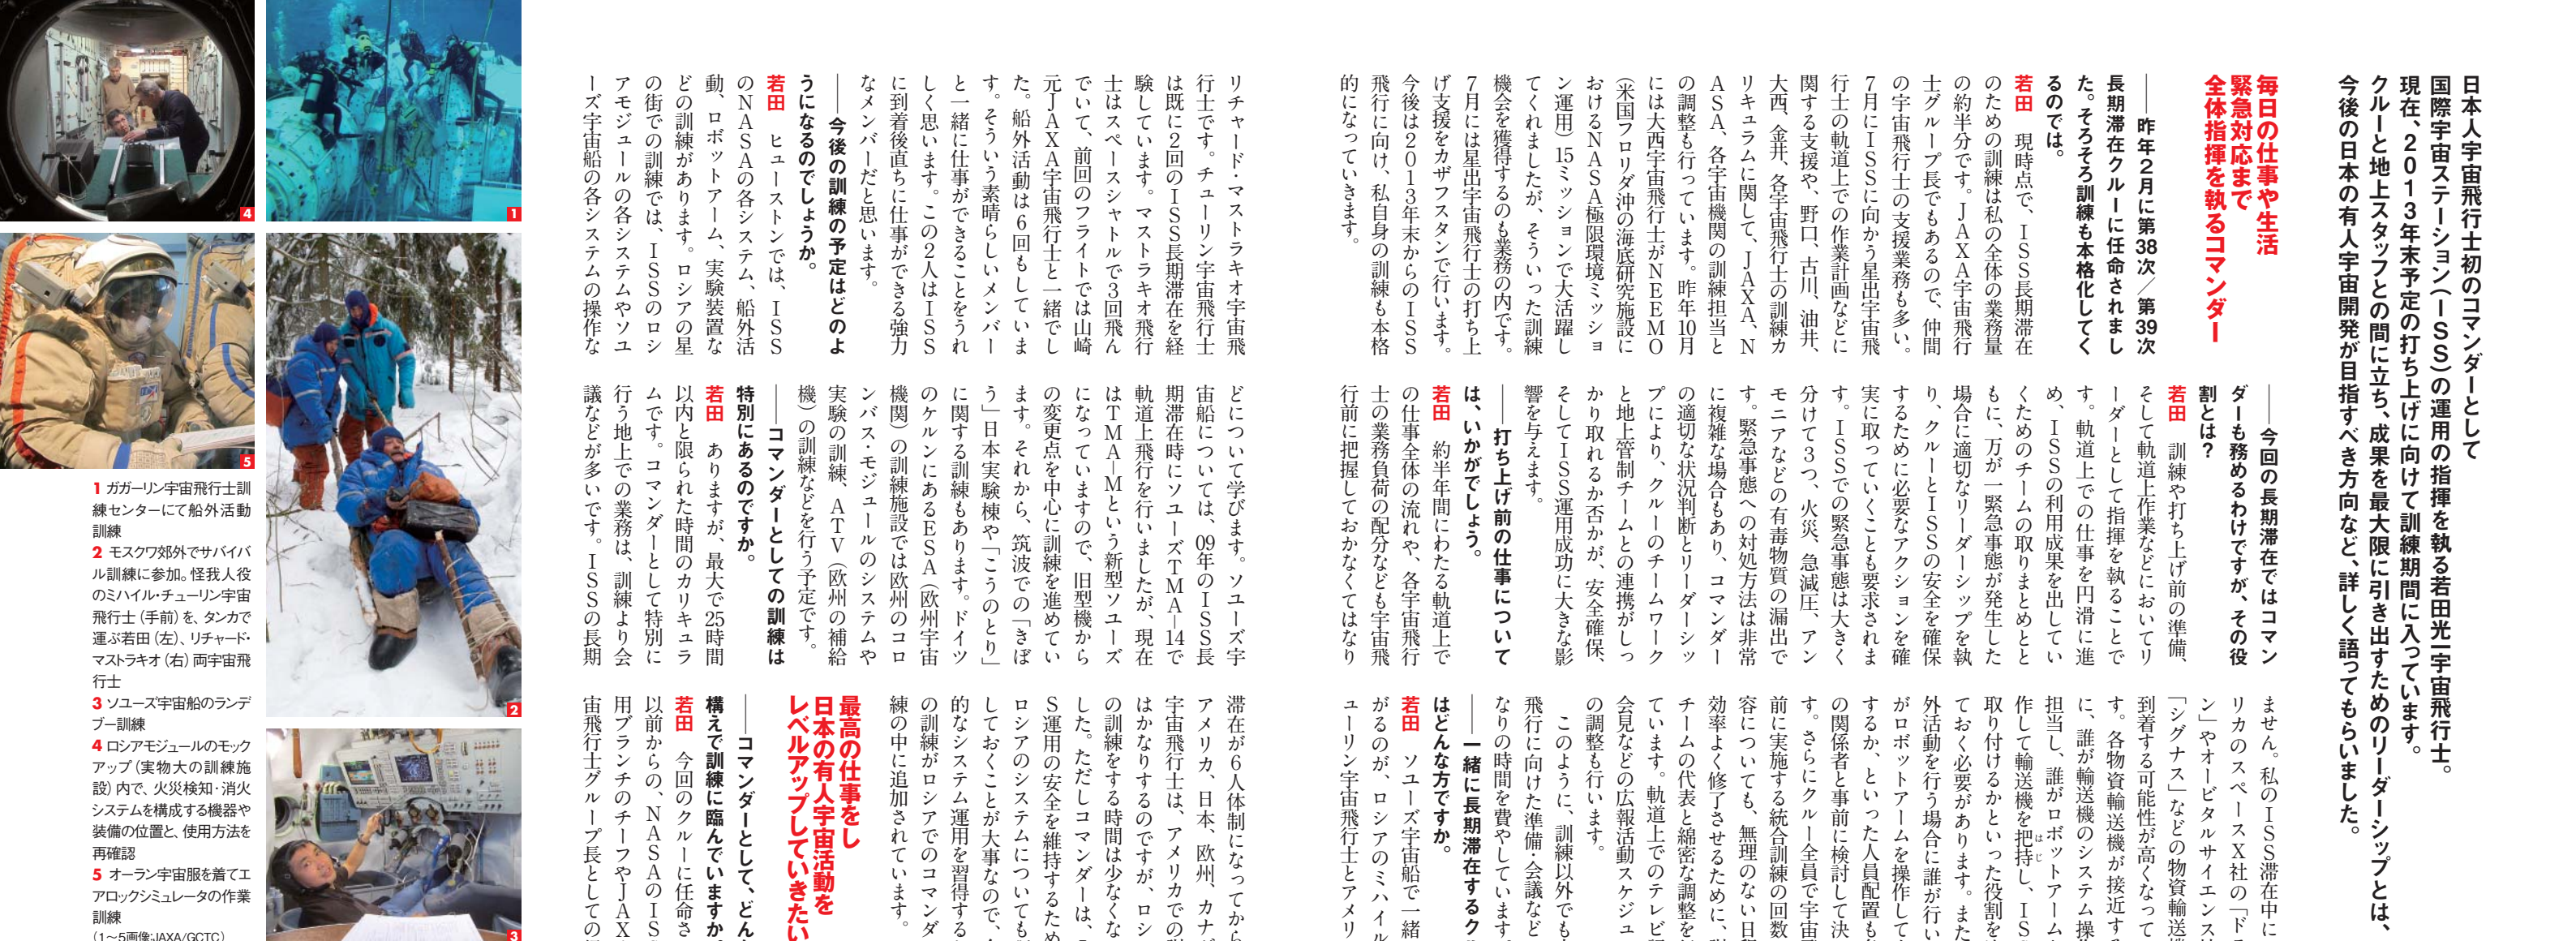 日本人宇宙飛行士初のコマンダーとして
国際宇宙ステーション（ISS）の運用の指揮を執る若田光一宇宙飛行士。
現在、2013年末予定の打ち上げに向けて訓練期間に入っています。
クルーと地上スタッフとの間に立ち、成果を最大限に引き出すためのリーダーシップとは、
今後の日本の有人宇宙開発が目指すべき方向など、詳しく語ってもらいました。
毎日の仕事や生活
緊急対応まで
全体指揮を執るコマンダー
――昨年2月に第38次／第39次
長期滞在クルーに任命されまし
た。そろそろ訓練も本格化してく
るのでは。
若田　現時点で、ISS長期滞在
のための訓練は私の全体の業務量
の約半分です。JAXA宇宙飛行
士グループ長でもあるので、仲間
の宇宙飛行士の支援業務も多い。
7月にISSに向かう星出宇宙飛
行士の軌道上での作業計画などに
関する支援や、野口、古川、油井、
大西、金井、各宇宙飛行士の訓練カ
リキュラムに関して、JAXA、N
ASA、各宇宙機関の訓練担当と
の調整も行っています。昨年10月
には大西宇宙飛行士がNEEMO
（米国フロリダ沖の海底研究施設に
おけるNASA極限環境ミッショ
ン運用）15ミッションで大活躍し
てくれましたが、そういった訓練
機会を獲得するのも業務の内です。
7月には星出宇宙飛行士の打ち上
げ支援をカザフスタンで行います。
今後は2013年末からのISS
飛行に向け、私自身の訓練も本格
的になっていきます。
――今回の長期滞在ではコマン
ダーも務めるわけですが、その役
割とは？
若田　訓練や打ち上げ前の準備、
そして軌道上作業などにおいてリ
ーダーとして指揮を執ることで
す。軌道上での仕事を円滑に進
め、ISSの利用成果を出してい
くためのチームの取りまとめとと
もに、万が一緊急事態が発生した
場合に適切なリーダーシップを執
り、クルーとISSの安全を確保
するために必要なアクションを確
実に取っていくことも要求されま
す。ISSでの緊急事態は大きく
分けて3つ、火災、急減圧、アン
モニアなどの有毒物質の漏出で
す。緊急事態への対処方法は非常
に複雑な場合もあり、コマンダー
の適切な状況判断とリーダーシッ
プにより、クルーのチームワーク
と地上管制チームとの連携がしっ
かり取れるか否かが、安全確保、
そしてISS運用成功に大きな影
響を与えます。
――打ち上げ前の仕事について
は、いかがでしょう。
若田　約半年間にわたる軌道上で
の仕事全体の流れや、各宇宙飛行
士の業務負荷の配分なども宇宙飛
行前に把握しておかなくてはなり
ません。私のISS滞在中に
リカのスペースX社の「ド
ン」やオービタルサイエンス
「シグナス」などの物資輸送
到着する可能性が高くなって
す。各物資輸送機が接近す
に、誰が輸送機のシステム操
担当し、誰がロボットアーム
作して輸送機を把持し、IS
はじ
取り付けるかといった役割を
ておく必要があります。また
外活動を行う場合に誰が行い
がロボットアームを操作して
するか、といった人員配置も
の関係者と事前に検討して決
す。さらにクルー全員で宇宙
前に実施する統合訓練の回数
容についても、無理のない日
効率よく修了させるために、
チームの代表と綿密な調整を
ています。軌道上でのテレビ
会見などの広報活動スケジュ
の調整も行います。
このように、訓練以外でも
飛行に向けた準備・会議など
なりの時間を費やしています
――一緒に長期滞在するク
はどんな方ですか。
若田　ソユーズ宇宙船で一緒
がるのが、ロシアのミハイル
ューリン宇宙飛行士とアメリ
リチャード・マストラキオ宇宙飛
行士です。チューリン宇宙飛行士
は既に2回のISS長期滞在を経
験しています。マストラキオ飛行
士はスペースシャトルで3回飛ん
でいて、前回のフライトでは山崎
元JAXA宇宙飛行士と一緒でし
た。船外活動は6回もしていま
す。そういう素晴らしいメンバー
と一緒に仕事ができることをうれ
しく思います。この2人はISS
に到着後直ちに仕事ができる強力
なメンバーだと思います。
――今後の訓練の予定はどのよ
うになるのでしょうか。
若田　ヒューストンでは、ISS
のNASAの各システム、船外活
動、ロボットアーム、実験装置な
どの訓練があります。ロシアの星
の街での訓練では、ISSのロシ
アモジュールの各システムやソユ
ーズ宇宙船の各システムの操作な
どについて学びます。ソユーズ宇
宙船については、09年のISS長
期滞在時にソユーズTMA―14で
軌道上飛行を行いましたが、現在
はTMA―Mという新型ソユーズ
になっていますので、旧型機から
の変更点を中心に訓練を進めてい
ます。それから、筑波での「きぼ
う」日本実験棟や「こうのとり」
に関する訓練もあります。ドイツ
のケルンにあるESA（欧州宇宙
機関）の訓練施設では欧州のコロ
ンバス・モジュールのシステムや
実験の訓練、ATV（欧州の補給
機）の訓練などを行う予定です。
――コマンダーとしての訓練は
特別にあるのですか。
若田　ありますが、最大で25時間
以内と限られた時間のカリキュラ
ムです。コマンダーとして特別に
行う地上での業務は、訓練より会
議などが多いです。ISSの長期
滞在が6人体制になってから
アメリカ、日本、欧州、カナダ
宇宙飛行士は、アメリカでの
はかなりするのですが、ロシ
の訓練をする時間は少なくな
した。ただしコマンダーは、
S運用の安全を維持するため
ロシアのシステムについても
しておくことが大事なので、
的なシステム運用を習得する
の訓練がロシアでのコマンダ
練の中に追加されています。
最高の仕事をし
日本の有人宇宙活動を
レベルアップしていきたい
――コマンダーとして、どん
構えで訓練に臨んでいますか
若田　今回のクルーに任命さ
以前からの、NASAのIS
用ブランチのチーフやJAX
宙飛行士グループ長としての
4
1
5
2
3
1 ガガーリン宇宙飛行士訓
練センターにて船外活動
訓練
2 モスクワ郊外でサバイバ
ル訓練に参加。怪我人役
のミハイル・チューリン宇宙
飛行士（手前）を、タンカで
運ぶ若田（左）、リチャード・
マストラキオ（右）両宇宙飛
行士
3 ソユーズ宇宙船のランデ
ブー訓練
4 ロシアモジュールのモック
アップ（実物大の訓練施
設）内で、火災検知・消火
システムを構成する機器や
装備の位置と、使用方法を
再確認
5 オーラン宇宙服を着てエ
アロックシミュレータの作業
訓練
（1〜5画像:JAXA/GCTC）